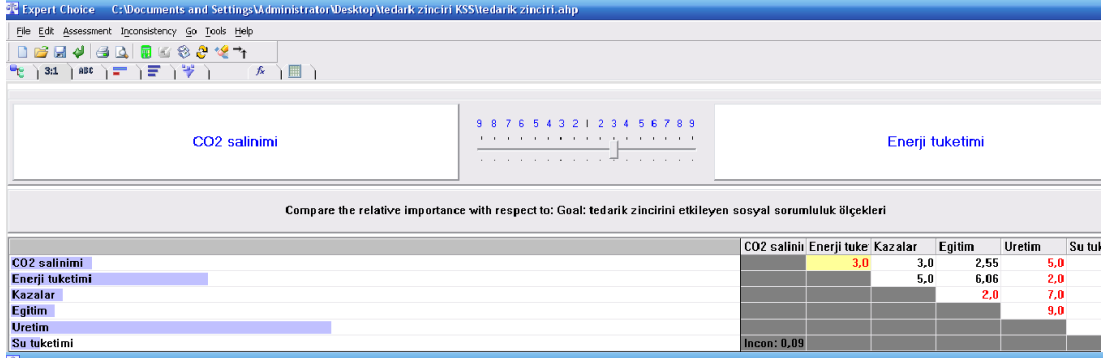 Expert Choice C:\Documents and Settings\Administrator\Desktop\tedark zinciri KSS\tedarik zinciri.ahp
File Edit Assessment Inconsistency Go Tools Help
3:1 ABC fx
9 8 7 6 5 4 3 2 1 2 3 4 5 6 7 8 9
CO2 salinimi Enerji tuketimi
Compare the relative importance with respect to: Goal: tedarik zincirini etkileyen sosyal sorumluluk ölçekleri
CO2 salinii Enerji tuke Kazalar Egitim Uretim Su tuk
CO2 salinimi 3,0 3,0 2,55 5,0
Enerji tuketimi 5,0 6,06 2,0
Kazalar 2,0 7,0
Egitim 9,0
Uretim
Su tuketimi Incon: 0,09